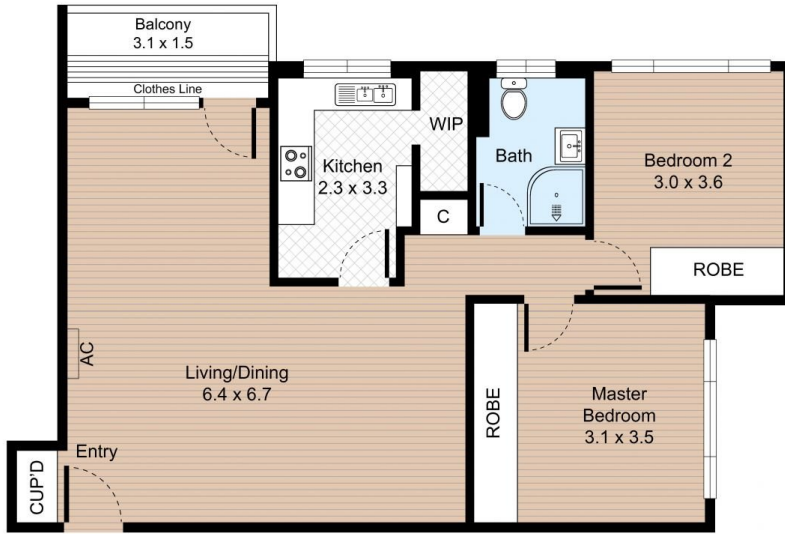 Balcony
3.1 x 1.5
Clothes Line
Kitchen
2.3 x 3.3
WIP
Bath
Bedroom 2
3.0 x 3.6
C
ROBE
AC
Living/Dining
6.4 x 6.7
ROBE
Master
Bedroom
3.1 x 3.5
Entry
CUP'D